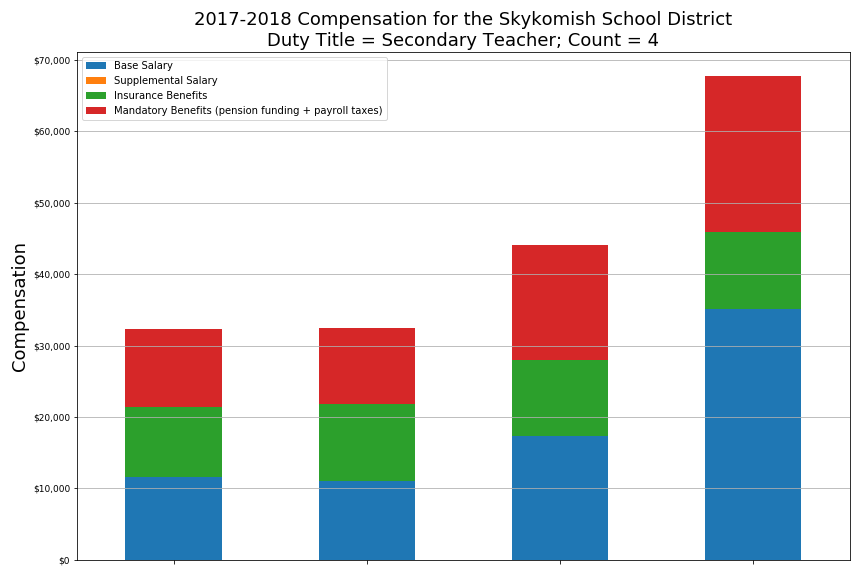 2017-2018 Compensation for the Skykomish School District
Duty Title = Secondary Teacher; Count = 4
Base Salary
Supplemental Salary
Insurance Benefits
Mandatory Benefits (pension funding + payroll taxes)
$70,000
$60,000
$50,000
$40,000
$30,000
$20,000
$10,000
$0
Compensation